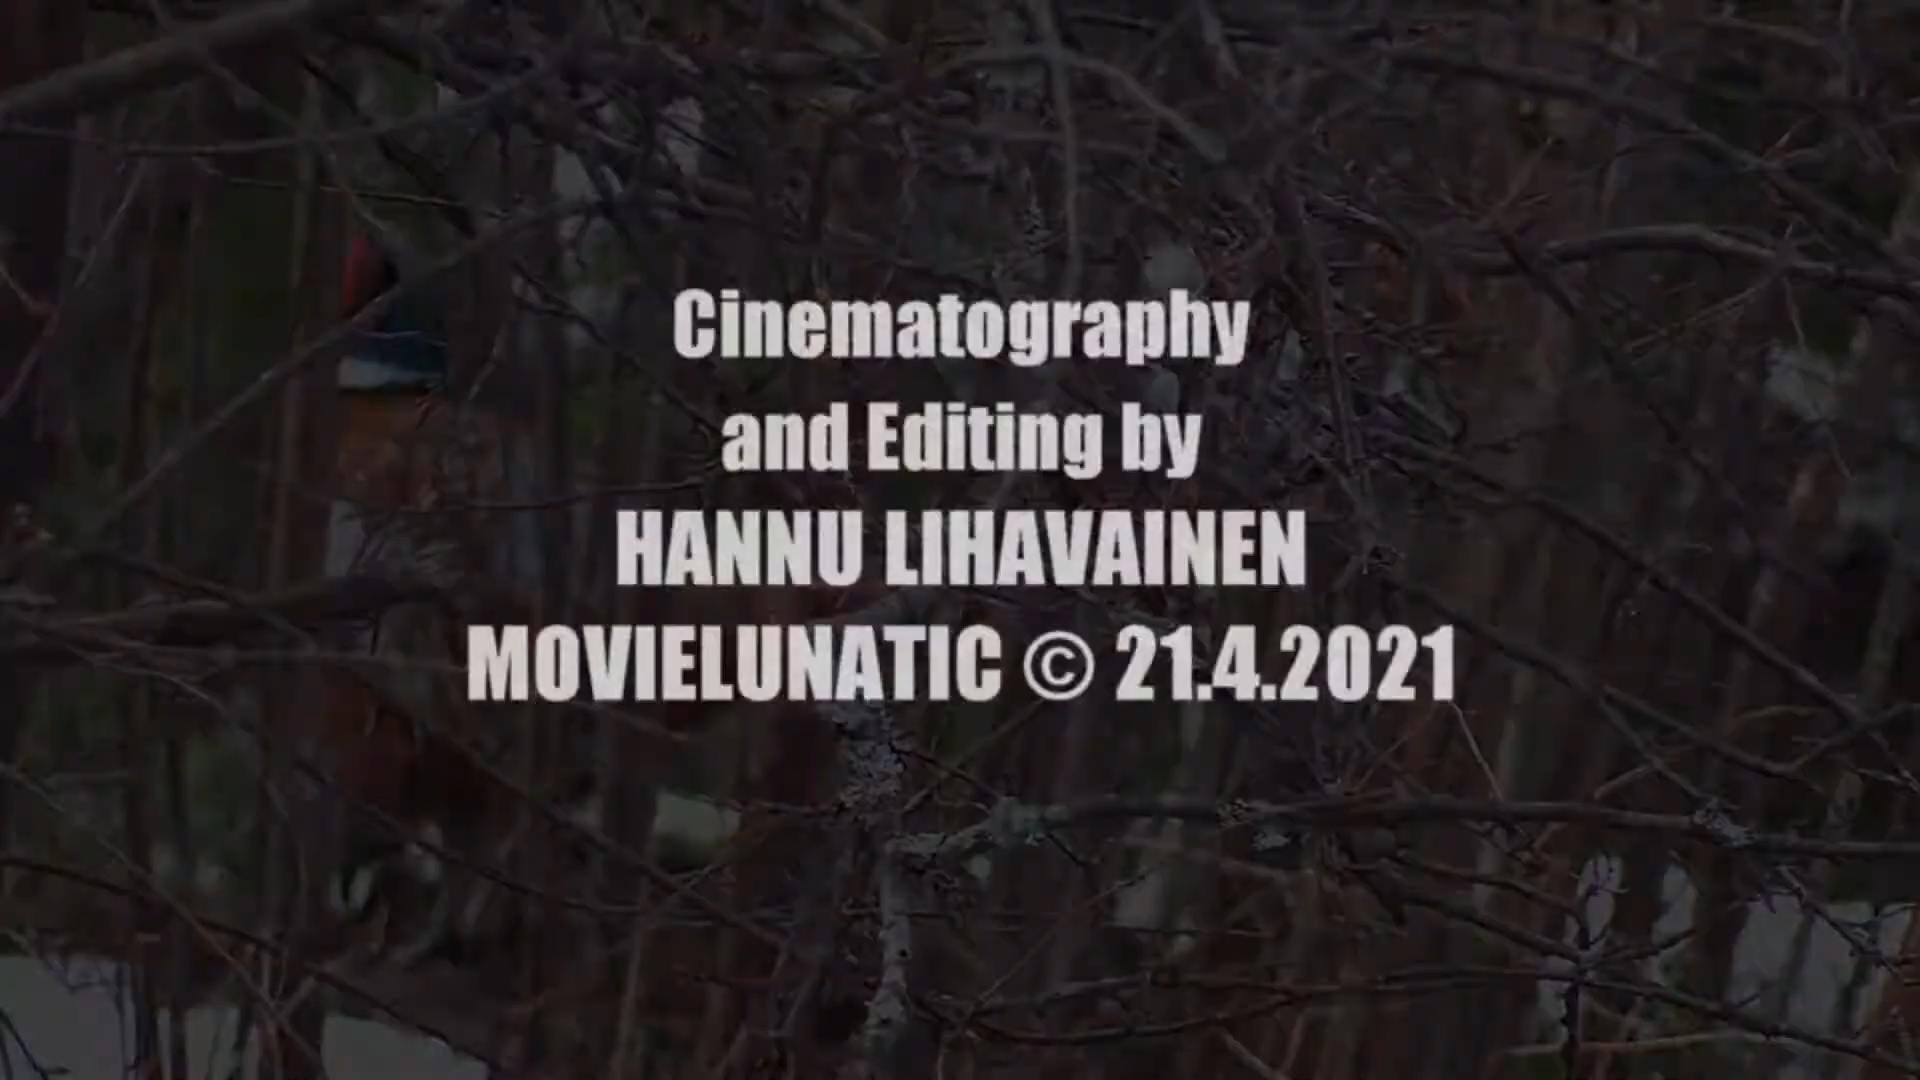 Cinematography
and Editing by
HANNU LIHAVAINEN
MOVIELUNATIC © 21.4.2021